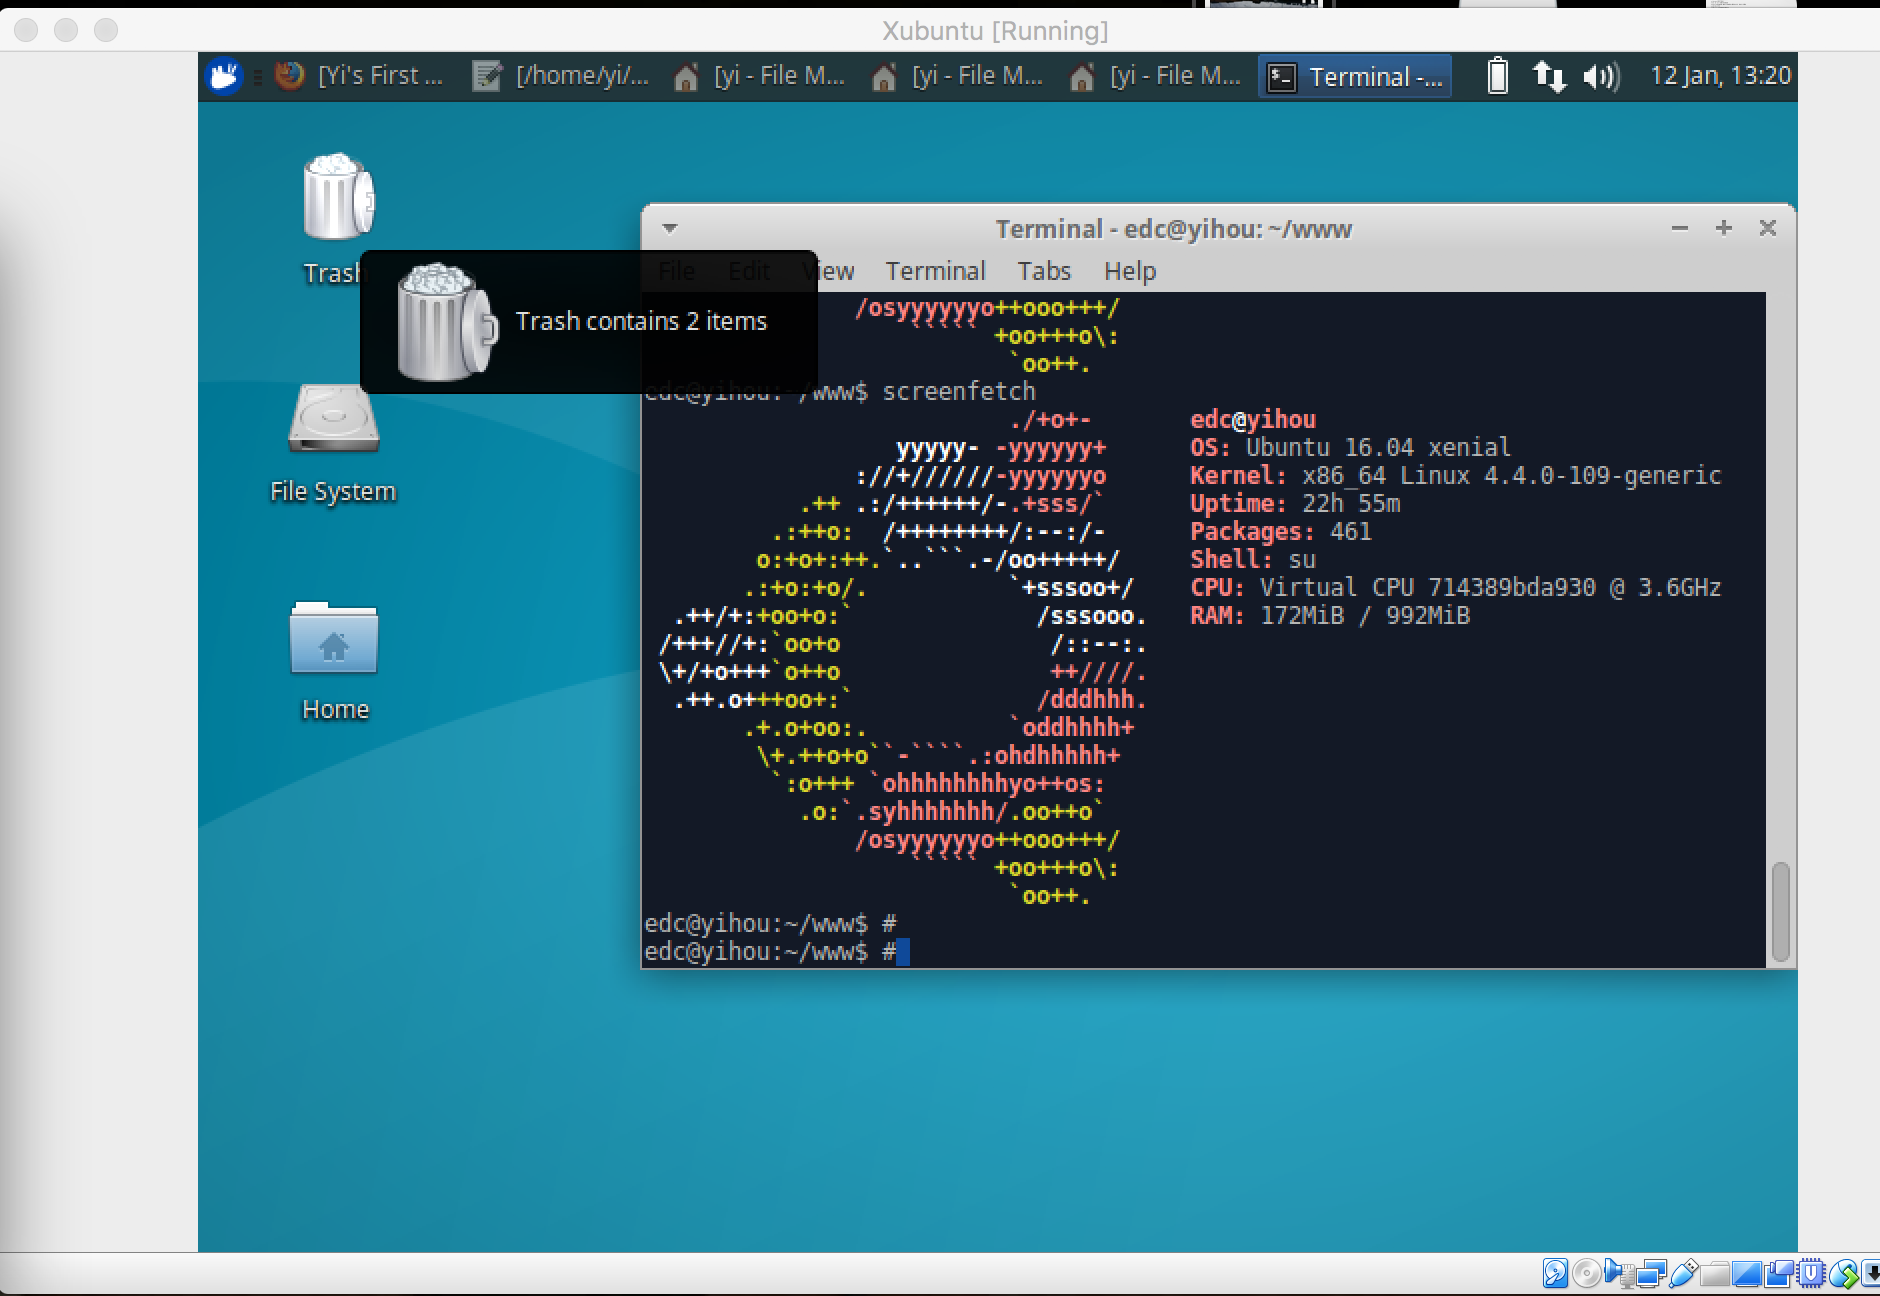 Xubuntu [Running]
[Yi's First ... [/home/yi/... [yi - File M... [yi - File M... [yi - File M... Terminal -... 12 Jan, 13:20
Trash
Trash contains 2 items
File System
Home
Terminal - edc@yihou: ~/www
File Edit View Terminal Tabs Help
/osyyyyyyo++ooo+++/
`````
+oo+++o\:
`oo++.
edc@yihou:~/www$ screenfetch
./+o+- edc@yihou
yyyyy- -yyyyyy+ OS: Ubuntu 16.04 xenial
://+//////-yyyyyyo Kernel: x86_64 Linux 4.4.0-109-generic
.++ .:/++++++/-.+sss/` Uptime: 22h 55m
.:++o: /++++++++/:--:/- Packages: 461
o:+o+:++.`..```.-/oo+++++/ Shell: su
.:+o:+o/. `+sssoo+/ CPU: Virtual CPU 714389bda930 @ 3.6GHz
.++/+:+oo+o:` /sssooo. RAM: 172MiB / 992MiB
/+++//+:`oo+o /::--:.
\+/+o+++`o++o ++////.
.++.o+++oo+:` /dddhhh.
.+.o+oo:. `oddhhhh+
\+.++o+o``-````.:ohdhhhhh+
`:o+++ `ohhhhhhhhyo++os:
.o:`.syhhhhhhh/.oo++o`
/osyyyyyyo++ooo+++/
`````
+oo+++o\:
`oo++.
edc@yihou:~/www$ #
edc@yihou:~/www$ #